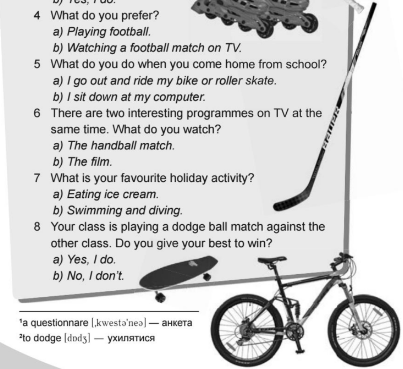 b) Yes, I do.
4 What do you prefer?
a) Playing football.
b) Watching a football match on TV.
5 What do you do when you come home from school?
a) I go out and ride my bike or roller skate.
b) I sit down at my computer.
6 There are two interesting programmes on TV at the
same time. What do you watch?
a) The handball match.
b) The film.
7 What is your favourite holiday activity?
a) Eating ice cream.
b) Swimming and diving.
8 Your class is playing a dodge ball match against the
other class. Do you give your best to win?
a) Yes, I do.
b) No, I don't.
BAUER
¹a questionnare [ˌkwestəˈneə] — анкета
²to dodge [dɒdʒ] — ухилятися